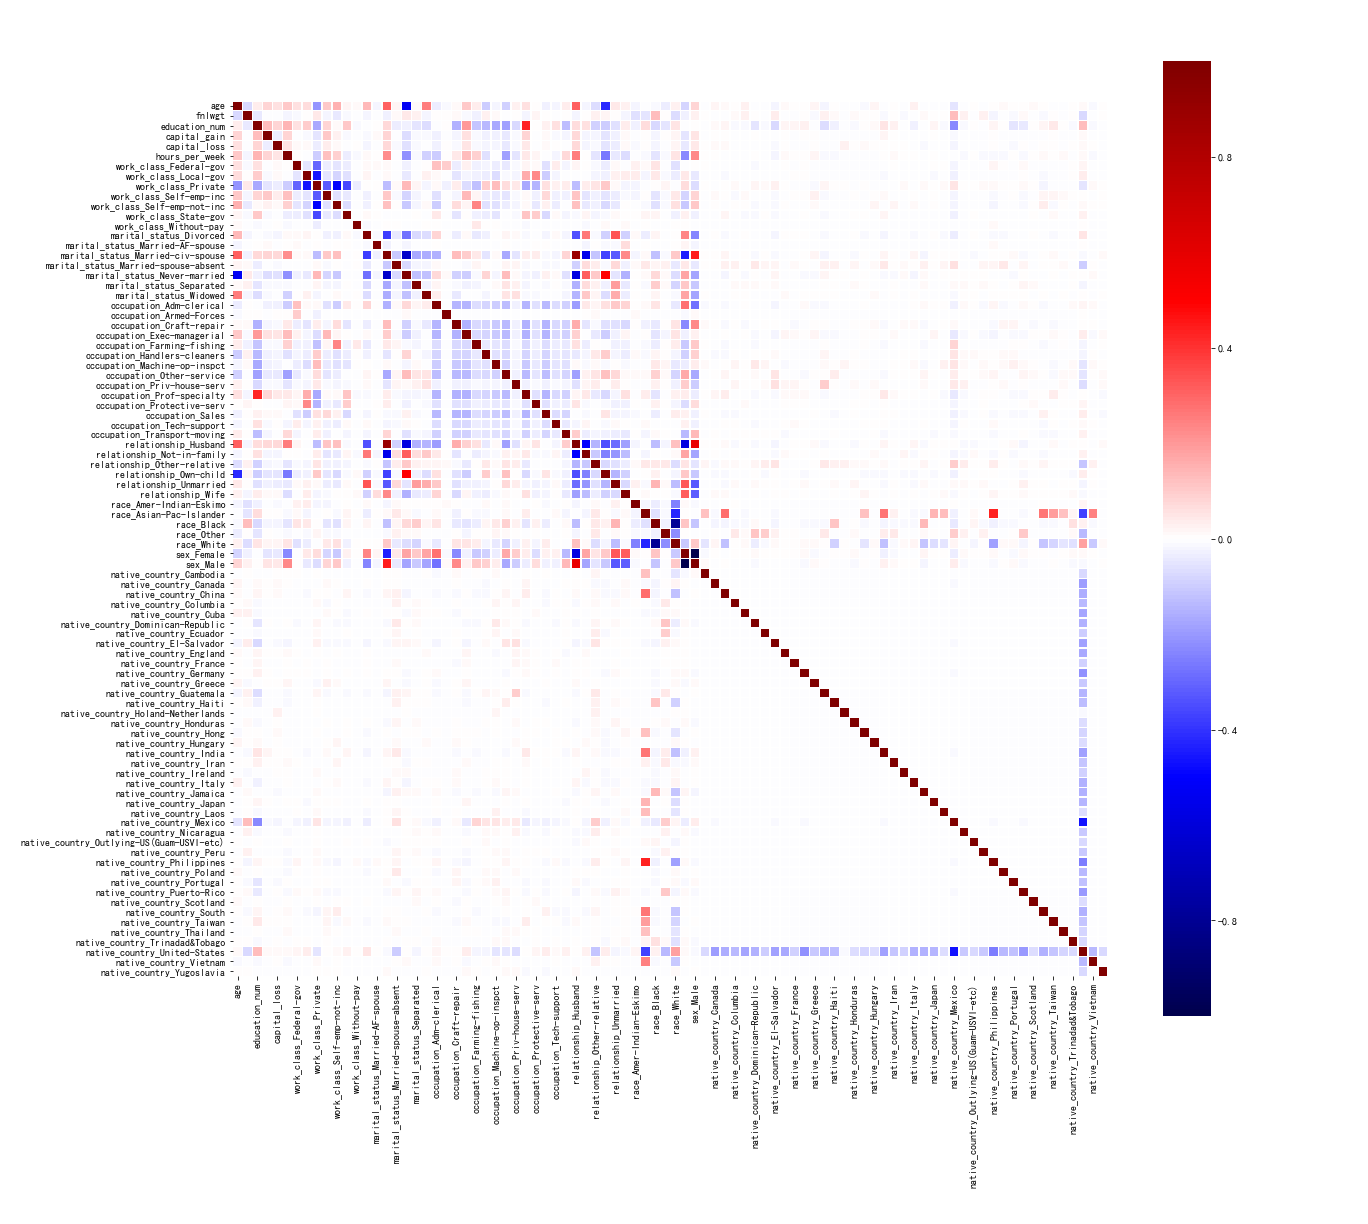 age
fnlwgt
education_num
capital_gain
capital_loss
hours_per_week
work_class_Federal-gov
work_class_Local-gov
work_class_Private
work_class_Self-emp-inc
work_class_Self-emp-not-inc
work_class_State-gov
work_class_Without-pay
marital_status_Divorced
marital_status_Married-AF-spouse
marital_status_Married-civ-spouse
marital_status_Married-spouse-absent
marital_status_Never-married
marital_status_Separated
marital_status_Widowed
occupation_Adm-clerical
occupation_Armed-Forces
occupation_Craft-repair
occupation_Exec-managerial
occupation_Farming-fishing
occupation_Handlers-cleaners
occupation_Machine-op-inspct
occupation_Other-service
occupation_Priv-house-serv
occupation_Prof-specialty
occupation_Protective-serv
occupation_Sales
occupation_Tech-support
occupation_Transport-moving
relationship_Husband
relationship_Not-in-family
relationship_Other-relative
relationship_Own-child
relationship_Unmarried
relationship_Wife
race_Amer-Indian-Eskimo
race_Asian-Pac-Islander
race_Black
race_Other
race_White
sex_Female
sex_Male
native_country_Cambodia
native_country_Canada
native_country_China
native_country_Columbia
native_country_Cuba
native_country_Dominican-Republic
native_country_Ecuador
native_country_El-Salvador
native_country_England
native_country_France
native_country_Germany
native_country_Greece
native_country_Guatemala
native_country_Haiti
native_country_Holand-Netherlands
native_country_Honduras
native_country_Hong
native_country_Hungary
native_country_India
native_country_Iran
native_country_Ireland
native_country_Italy
native_country_Jamaica
native_country_Japan
native_country_Laos
native_country_Mexico
native_country_Nicaragua
native_country_Outlying-US(Guam-USVI-etc)
native_country_Peru
native_country_Philippines
native_country_Poland
native_country_Portugal
native_country_Puerto-Rico
native_country_Scotland
native_country_South
native_country_Taiwan
native_country_Thailand
native_country_Trinadad&Tobago
native_country_United-States
native_country_Vietnam
native_country_Yugoslavia
age
education_num
capital_loss
work_class_Federal-gov
work_class_Private
work_class_Self-emp-not-inc
work_class_Without-pay
marital_status_Married-AF-spouse
marital_status_Married-spouse-absent
marital_status_Separated
occupation_Adm-clerical
occupation_Craft-repair
occupation_Farming-fishing
occupation_Machine-op-inspct
occupation_Priv-house-serv
occupation_Protective-serv
occupation_Tech-support
relationship_Husband
relationship_Other-relative
relationship_Unmarried
race_Amer-Indian-Eskimo
race_Black
race_White
sex_Male
native_country_Canada
native_country_Columbia
native_country_Dominican-Republic
native_country_El-Salvador
native_country_France
native_country_Greece
native_country_Haiti
native_country_Honduras
native_country_Hungary
native_country_Iran
native_country_Italy
native_country_Japan
native_country_Mexico
native_country_Outlying-US(Guam-USVI-etc)
native_country_Philippines
native_country_Portugal
native_country_Scotland
native_country_Taiwan
native_country_Trinadad&Tobago
native_country_Vietnam
0.8
0.4
0.0
-0.4
-0.8